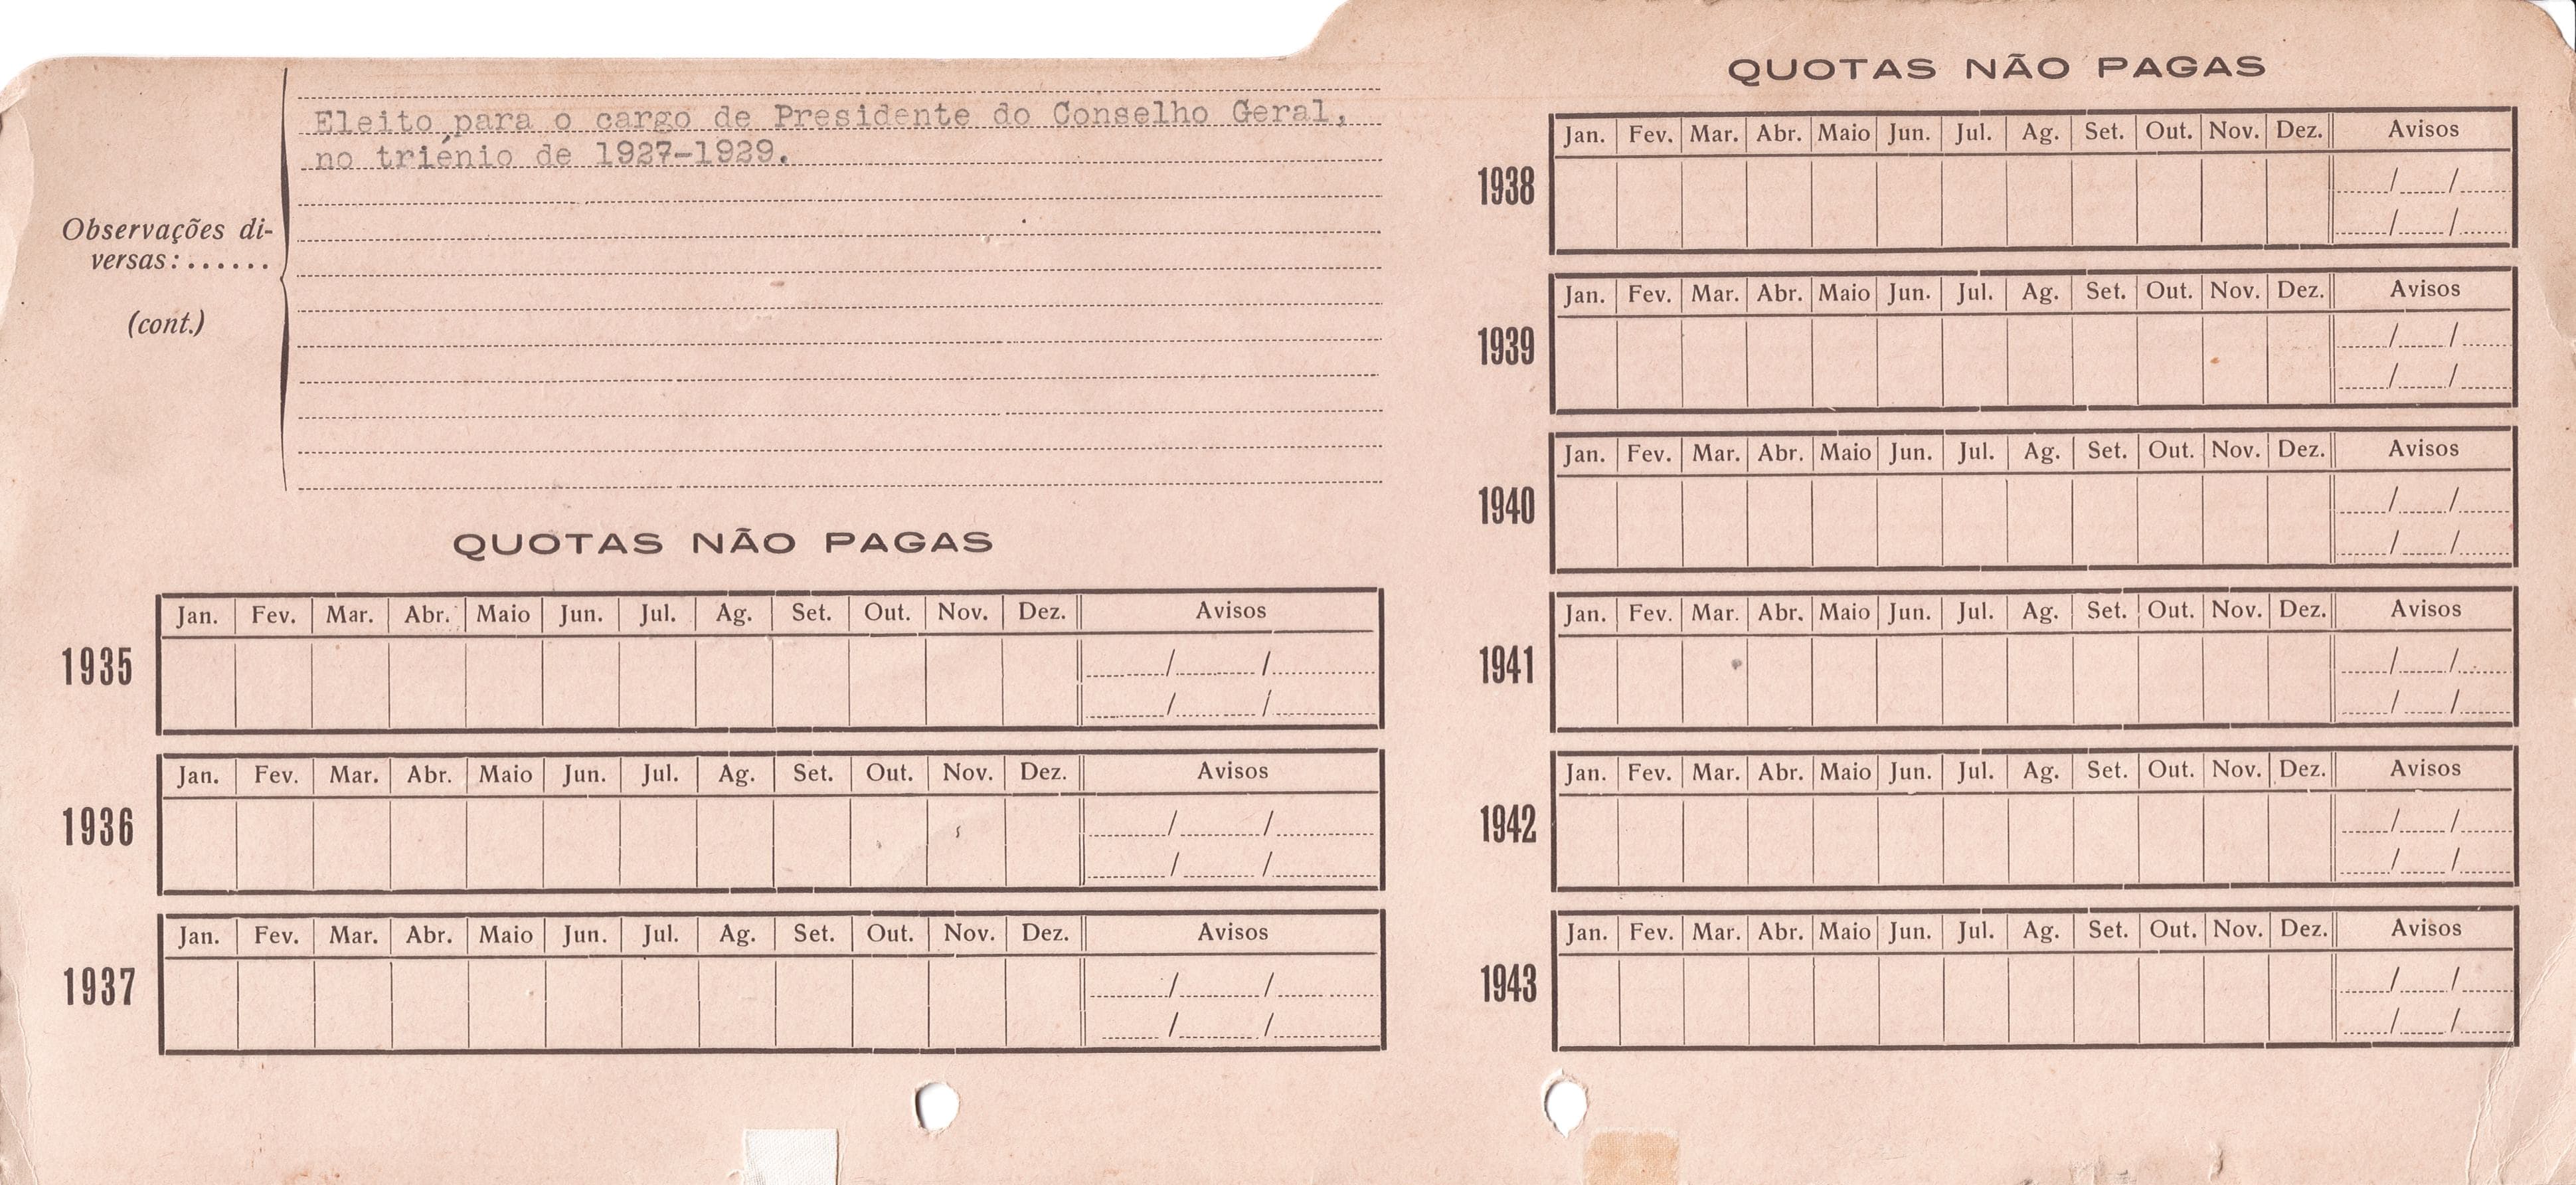 Eleito para o cargo de Presidente do Conselho Geral,
no triénio de 1927-1929.
Observações di-
versas:......
(cont.)
QUOTAS NÃO PAGAS
Jan. Fev. Mar. Abr. Maio Jun. Jul. Ag. Set. Out. Nov. Dez. Avisos
1935
Jan. Fev. Mar. Abr. Maio Jun. Jul. Ag. Set. Out. Nov. Dez. Avisos
1936
Jan. Fev. Mar. Abr. Maio Jun. Jul. Ag. Set. Out. Nov. Dez. Avisos
1937
QUOTAS NÃO PAGAS
Jan. Fev. Mar. Abr. Maio Jun. Jul. Ag. Set. Out. Nov. Dez. Avisos
1938
Jan. Fev. Mar. Abr. Maio Jun. Jul. Ag. Set. Out. Nov. Dez. Avisos
1939
Jan. Fev. Mar. Abr. Maio Jun. Jul. Ag. Set. Out. Nov. Dez. Avisos
1940
Jan. Fev. Mar. Abr. Maio Jun. Jul. Ag. Set. Out. Nov. Dez. Avisos
1941
Jan. Fev. Mar. Abr. Maio Jun. Jul. Ag. Set. Out. Nov. Dez. Avisos
1942
Jan. Fev. Mar. Abr. Maio Jun. Jul. Ag. Set. Out. Nov. Dez. Avisos
1943